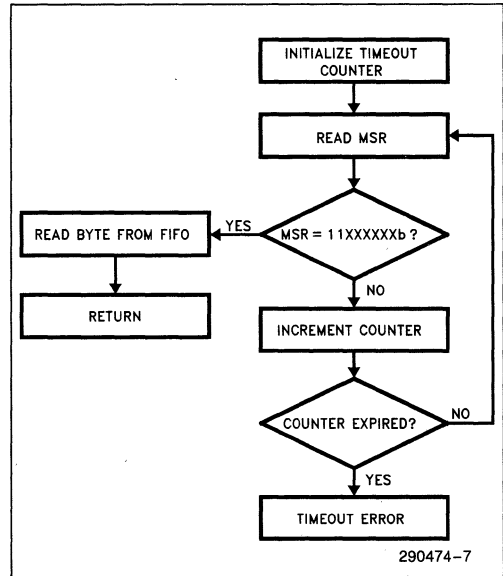 INITIALIZE TIMEOUT
COUNTER
READ MSR
MSR = 11XXXXXXb ?
YES
READ BYTE FROM FIFO
RETURN
NO
INCREMENT COUNTER
COUNTER EXPIRED?
NO
YES
TIMEOUT ERROR
290474-7